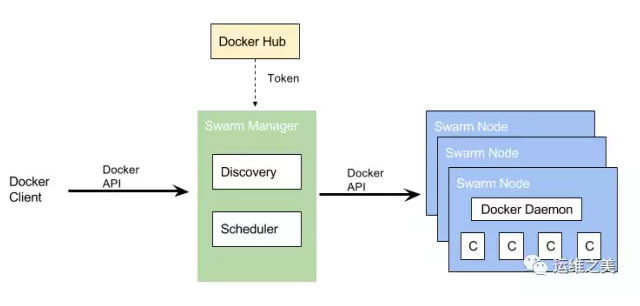 Docker Hub
Token
Swarm Manager
Discovery
Scheduler
Docker
Client
Docker
API
Docker
API
Swarm Node
Swarm Node
Swarm Node
Docker Daemon
C
C
C
C
运维之美